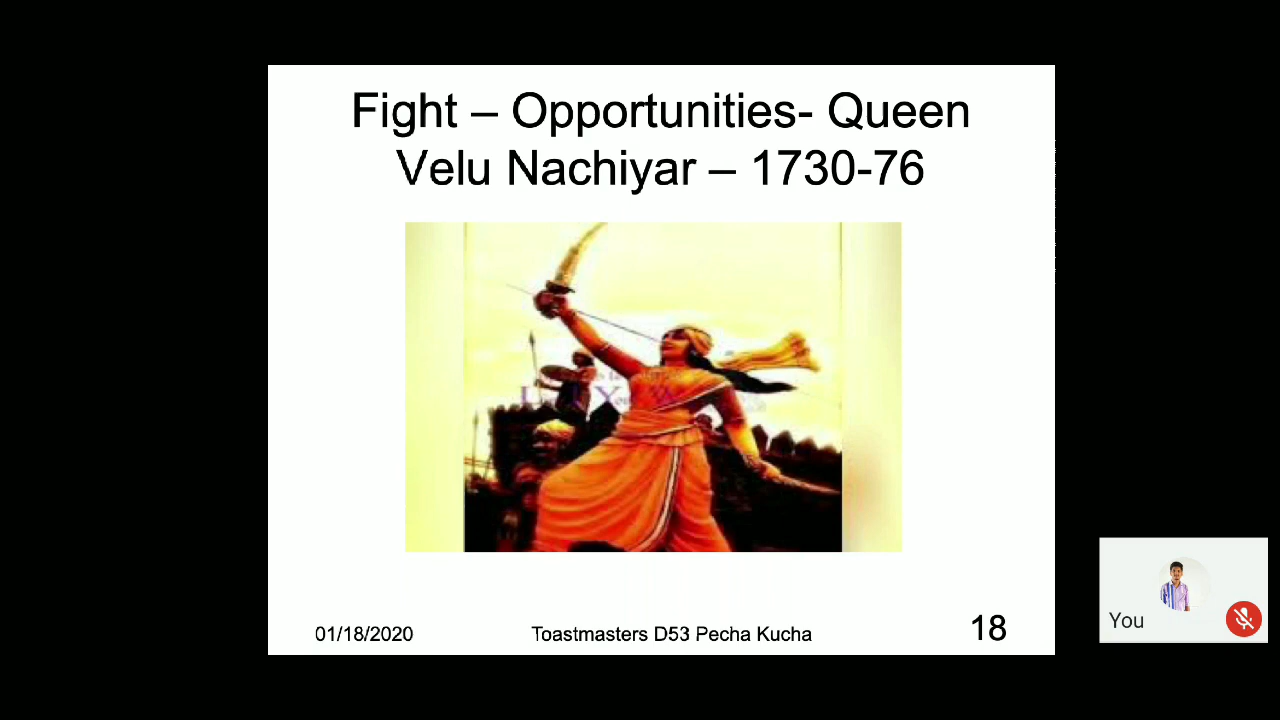 Fight – Opportunities- Queen
Velu Nachiyar – 1730-76
01/18/2020
Toastmasters D53 Pecha Kucha
18
You